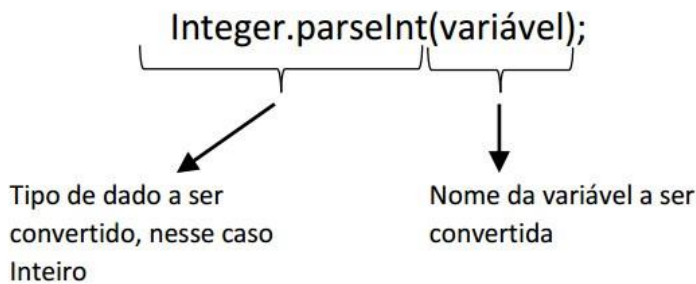 Integer.parseInt(variável);
Tipo de dado a ser
convertido, nesse caso
Inteiro
Nome da variável a ser
convertida